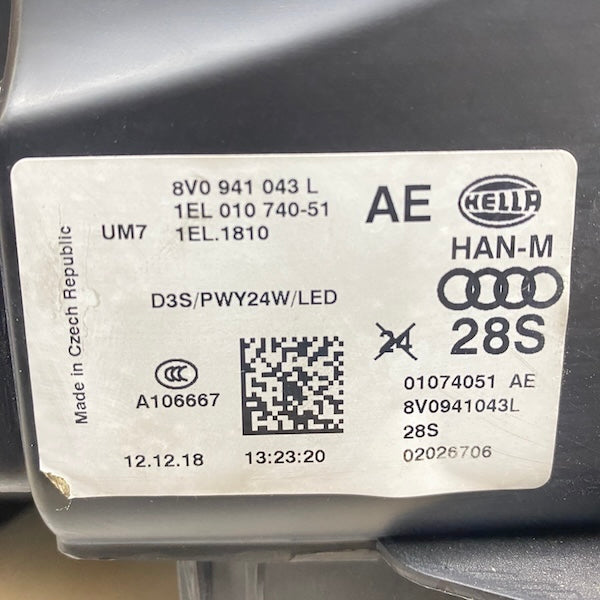 8V0 941 043 L
1EL 010 740-51
UM7 1EL.1810
AE
HELLA
HAN-M
Made in Czech Republic
D3S/PWY24W/LED
24
28S
CCC
A106667
01074051 AE
8V0941043L
28S
02026706
12.12.18 13:23:20